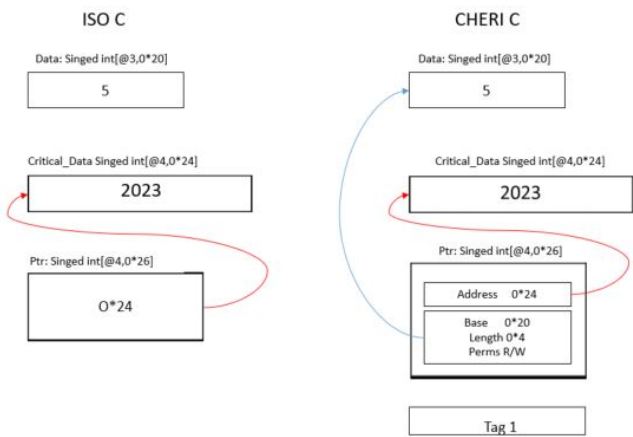 ISO C
Data: Singed int[@3,0*20]
5
Critical_Data Singed int[@4,0*24]
2023
Ptr: Singed int[@4,0*26]
O*24
CHERI C
Data: Singed int[@3,0*20]
5
Critical_Data Singed int[@4,0*24]
2023
Ptr: Singed int[@4,0*26]
Address 0*24
Base 0*20
Length 0*4
Perms R/W
Tag 1